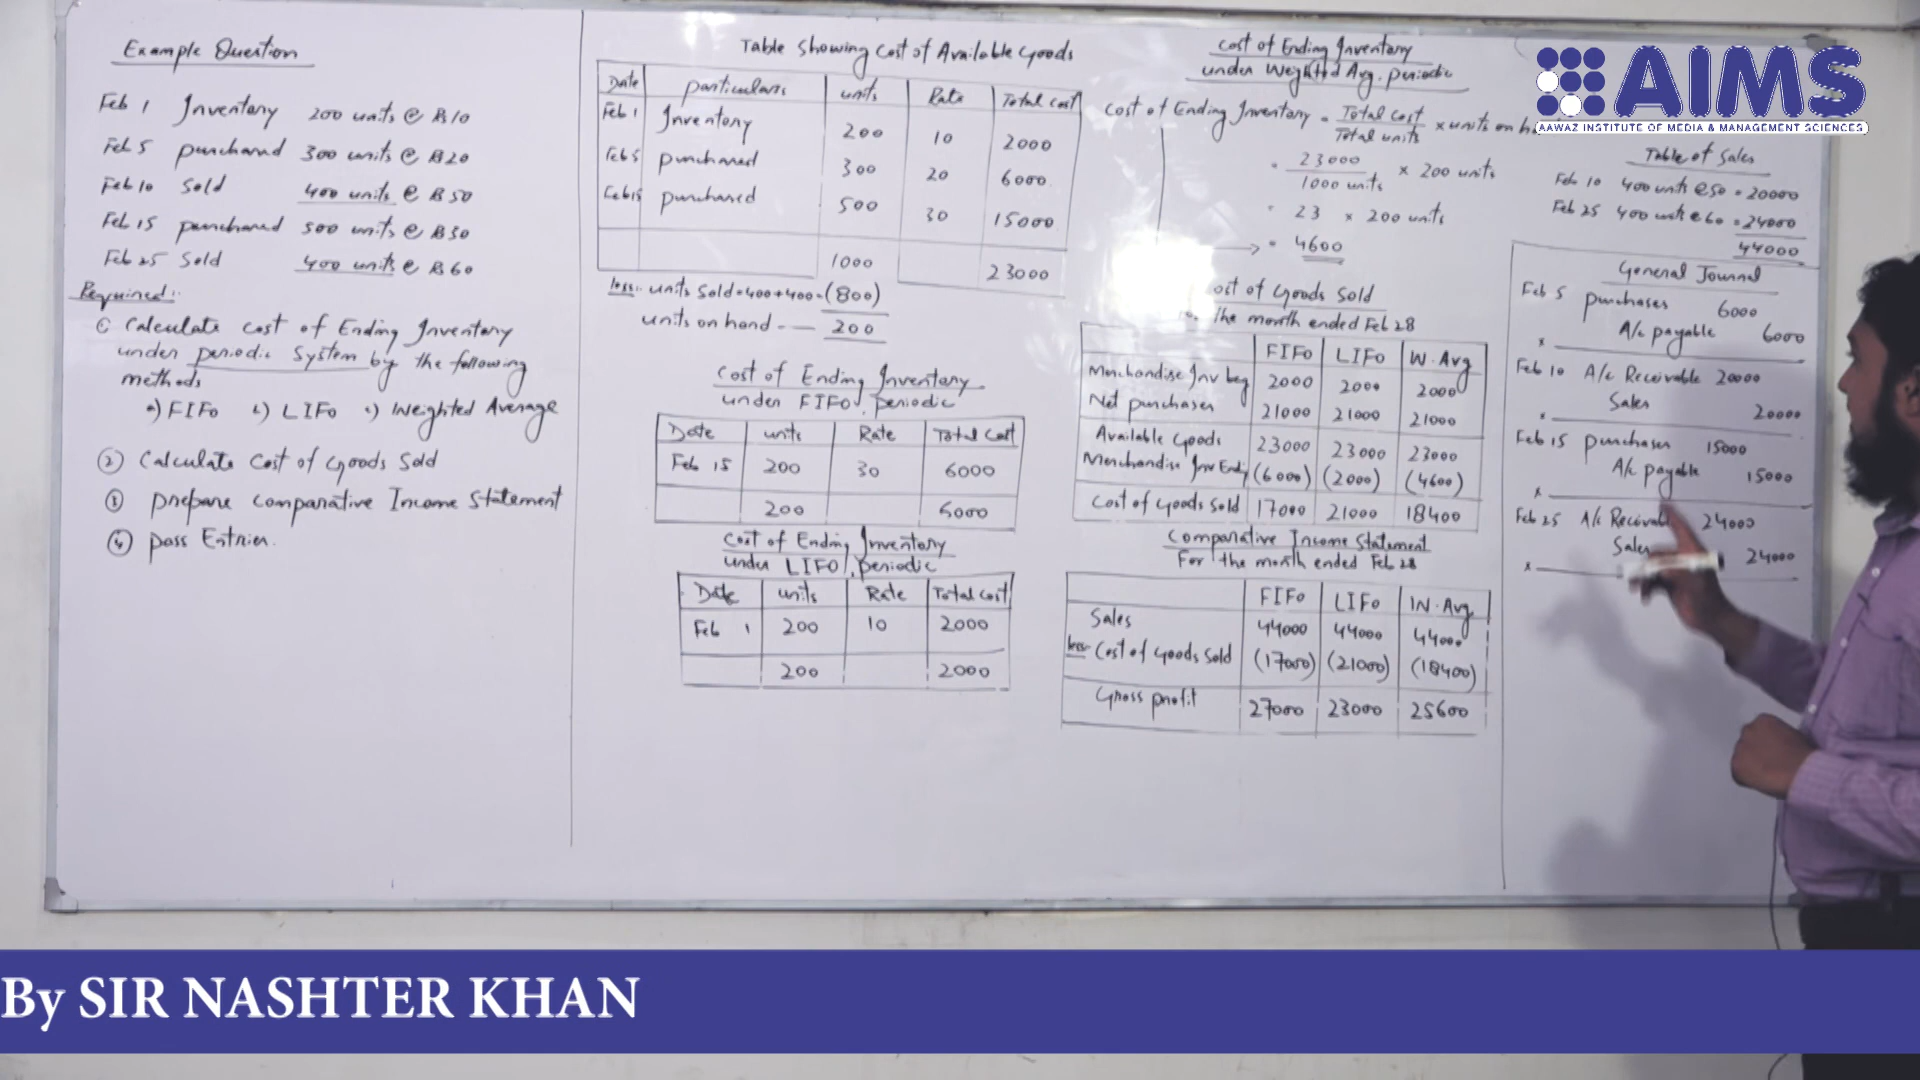 Example Question
Feb 1 Inventory 200 units @ Rs10
Feb 5 purchased 300 units @ Rs20
Feb 10 Sold 400 units @ Rs50
Feb 15 purchased 500 units @ Rs30
Feb 25 Sold 400 units @ Rs60
Required:
① Calculate cost of Ending Inventory
under periodic System by the following
methods
a) FIFO b) LIFO c) Weighted Average
② Calculate Cost of Goods Sold
③ prepare comparative Income Statement
④ pass Entries.
Table Showing Cost of Available Goods
Date particulars units Rate Total cost
Feb 1 Inventory 200 10 2000
Feb 5 purchased 300 20 6000
Feb 15 purchased 500 30 15000
1000 23000
less: units Sold=400+400=(800)
units on hand — 200
Cost of Ending Inventory
under FIFO, periodic
Date units Rate Total Cost
Feb 15 200 30 6000
200 6000
Cost of Ending Inventory
under LIFO, periodic
Date units Rate Total Cost
Feb 1 200 10 2000
200 2000
Cost of Ending Inventory
under Weighted Avg. periodic
Cost of Ending Inventory = Total Cost / Total units × units on
= 23000 / 1000 units × 200 units
= 23 × 200 units
= 4600
ost of Goods Sold
the month ended Feb 28
FIFO LIFO W.Avg
Merchandise Inv beg 2000 2000 2000
Net purchases 21000 21000 21000
Available Goods 23000 23000 23000
Merchandise Inv End (6000) (2000) (4600)
Cost of Goods Sold 17000 21000 18400
Comparative Income Statement
For the month ended Feb 28
FIFO LIFO W.Avg
Sales 44000 44000 44000
less Cost of Goods Sold (17000) (21000) (18400)
Gross profit 27000 23000 25600
AIMS
AAWAZ INSTITUTE OF MEDIA & MANAGEMENT SCIENCES
Table of Sales
Feb 10 400 units @50 = 20000
Feb 25 400 units @ 60 = 24000
44000
General Journal
Feb 5 purchases 6000
A/c payable 6000
x
Feb 10 A/c Receivable 20000
Sales 20000
x
Feb 15 purchases 15000
A/c payable 15000
x
Feb 25 A/c Receivabl 24000
Sales 24000
x
By SIR NASHTER KHAN